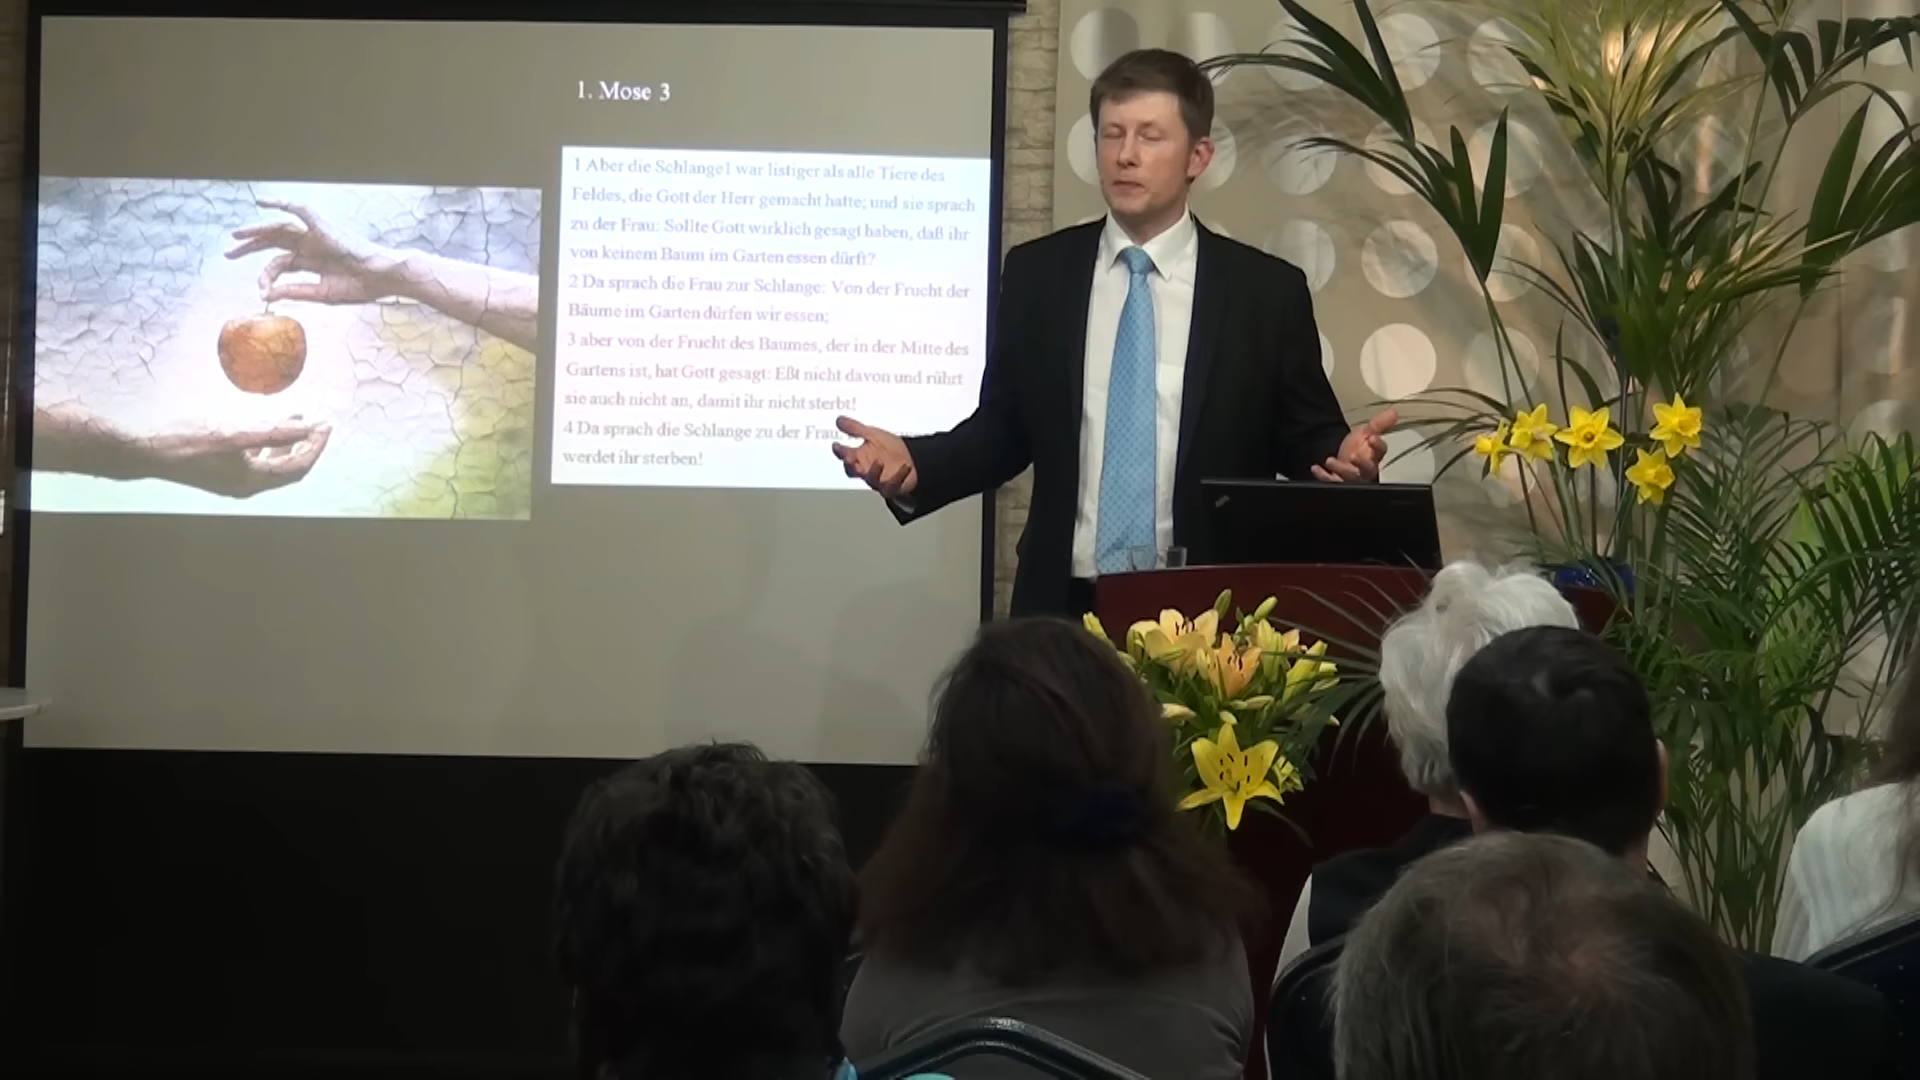 1. Mose 3
1 Aber die Schlange1 war listiger als alle Tiere des
Feldes, die Gott der Herr gemacht hatte; und sie sprach
zu der Frau: Sollte Gott wirklich gesagt haben, daß ihr
von keinem Baum im Garten essen dürft?
2 Da sprach die Frau zur Schlange: Von der Frucht der
Bäume im Garten dürfen wir essen;
3 aber von der Frucht des Baumes, der in der Mitte des
Gartens ist, hat Gott gesagt: Eßt nicht davon und rührt
sie auch nicht an, damit ihr nicht sterbt!
4 Da sprach die Schlange zu der Frau:
werdet ihr sterben!